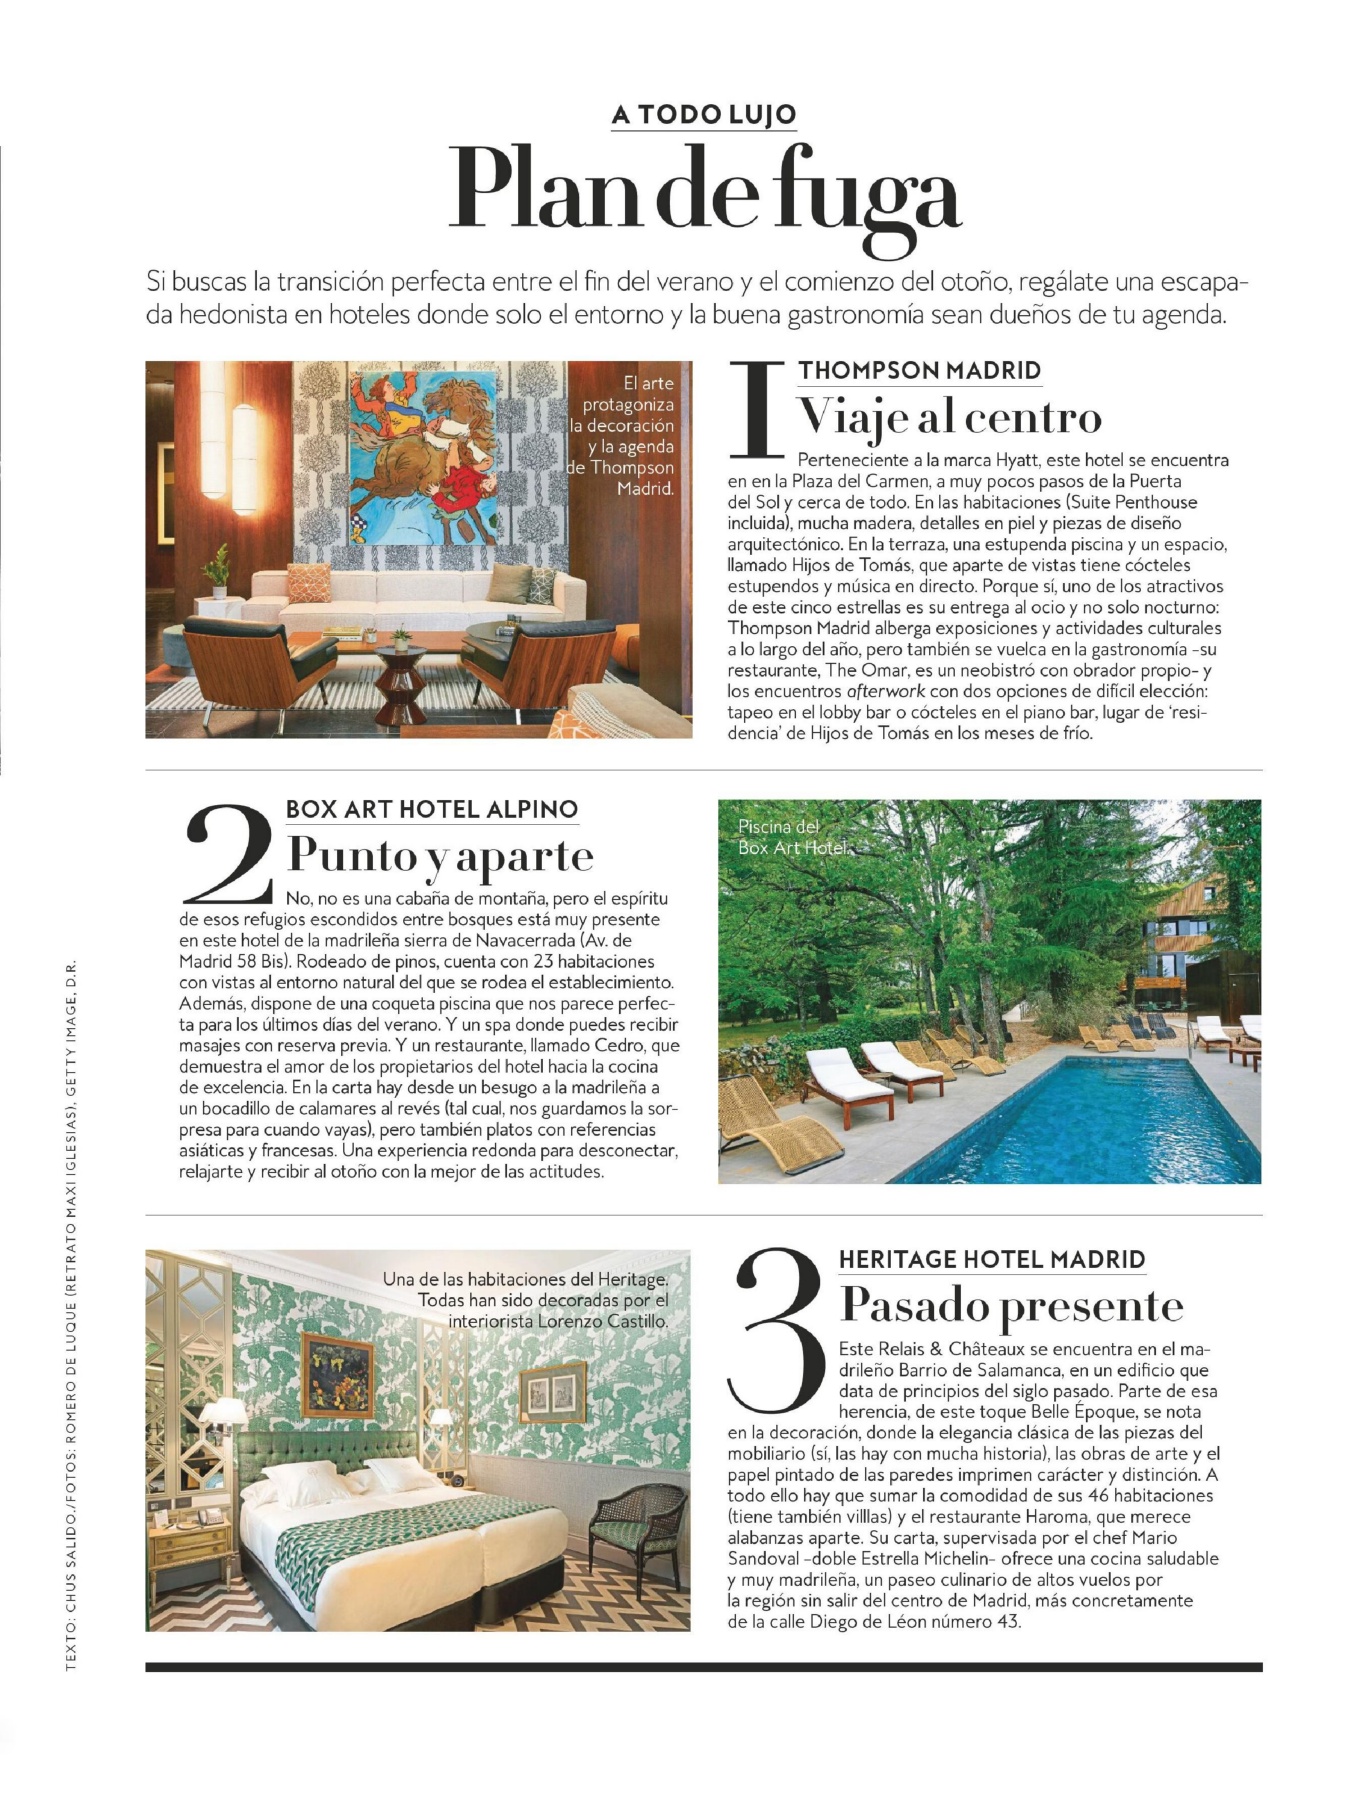 A TODO LUJO
Plan de fuga
Si buscas la transición perfecta entre el fin del verano y el comienzo del otoño, regálate una escapa-
da hedonista en hoteles donde solo el entorno y la buena gastronomía sean dueños de tu agenda.
El arte
protagoniza
la decoración
y la agenda
de Thompson
Madrid.
1
THOMPSON MADRID
Viaje al centro
Perteneciente a la marca Hyatt, este hotel se encuentra
en en la Plaza del Carmen, a muy pocos pasos de la Puerta
del Sol y cerca de todo. En las habitaciones (Suite Penthouse
incluida), mucha madera, detalles en piel y piezas de diseño
arquitectónico. En la terraza, una estupenda piscina y un espacio,
llamado Hijos de Tomás, que aparte de vistas tiene cócteles
estupendos y música en directo. Porque sí, uno de los atractivos
de este cinco estrellas es su entrega al ocio y no solo nocturno:
Thompson Madrid alberga exposiciones y actividades culturales
a lo largo del año, pero también se vuelca en la gastronomía –su
restaurante, The Omar, es un neobistró con obrador propio– y
los encuentros afterwork con dos opciones de difícil elección:
tapeo en el lobby bar o cócteles en el piano bar, lugar de ‘resi-
dencia’ de Hijos de Tomás en los meses de frío.
2
BOX ART HOTEL ALPINO
Punto y aparte
No, no es una cabaña de montaña, pero el espíritu
de esos refugios escondidos entre bosques está muy presente
en este hotel de la madrileña sierra de Navacerrada (Av. de
Madrid 58 Bis). Rodeado de pinos, cuenta con 23 habitaciones
con vistas al entorno natural del que se rodea el establecimiento.
Además, dispone de una coqueta piscina que nos parece perfec-
ta para los últimos días del verano. Y un spa donde puedes recibir
masajes con reserva previa. Y un restaurante, llamado Cedro, que
demuestra el amor de los propietarios del hotel hacia la cocina
de excelencia. En la carta hay desde un besugo a la madrileña a
un bocadillo de calamares al revés (tal cual, nos guardamos la sor-
presa para cuando vayas), pero también platos con referencias
asiáticas y francesas. Una experiencia redonda para desconectar,
relajarte y recibir al otoño con la mejor de las actitudes.
Piscina del
Box Art Hotel.
Una de las habitaciones del Heritage.
Todas han sido decoradas por el
interiorista Lorenzo Castillo.
3
HERITAGE HOTEL MADRID
Pasado presente
Este Relais & Châteaux se encuentra en el ma-
drileño Barrio de Salamanca, en un edificio que
data de principios del siglo pasado. Parte de esa
herencia, de este toque Belle Époque, se nota
en la decoración, donde la elegancia clásica de las piezas del
mobiliario (sí, las hay con mucha historia), las obras de arte y el
papel pintado de las paredes imprimen carácter y distinción. A
todo ello hay que sumar la comodidad de sus 46 habitaciones
(tiene también villlas) y el restaurante Haroma, que merece
alabanzas aparte. Su carta, supervisada por el chef Mario
Sandoval –doble Estrella Michelin– ofrece una cocina saludable
y muy madrileña, un paseo culinario de altos vuelos por
la región sin salir del centro de Madrid, más concretamente
de la calle Diego de Léon número 43.
TEXTO: CHUS SALIDO./FOTOS: ROMERO DE LUQUE (RETRATO MAXI IGLESIAS), GETTY IMAGE, D.R.